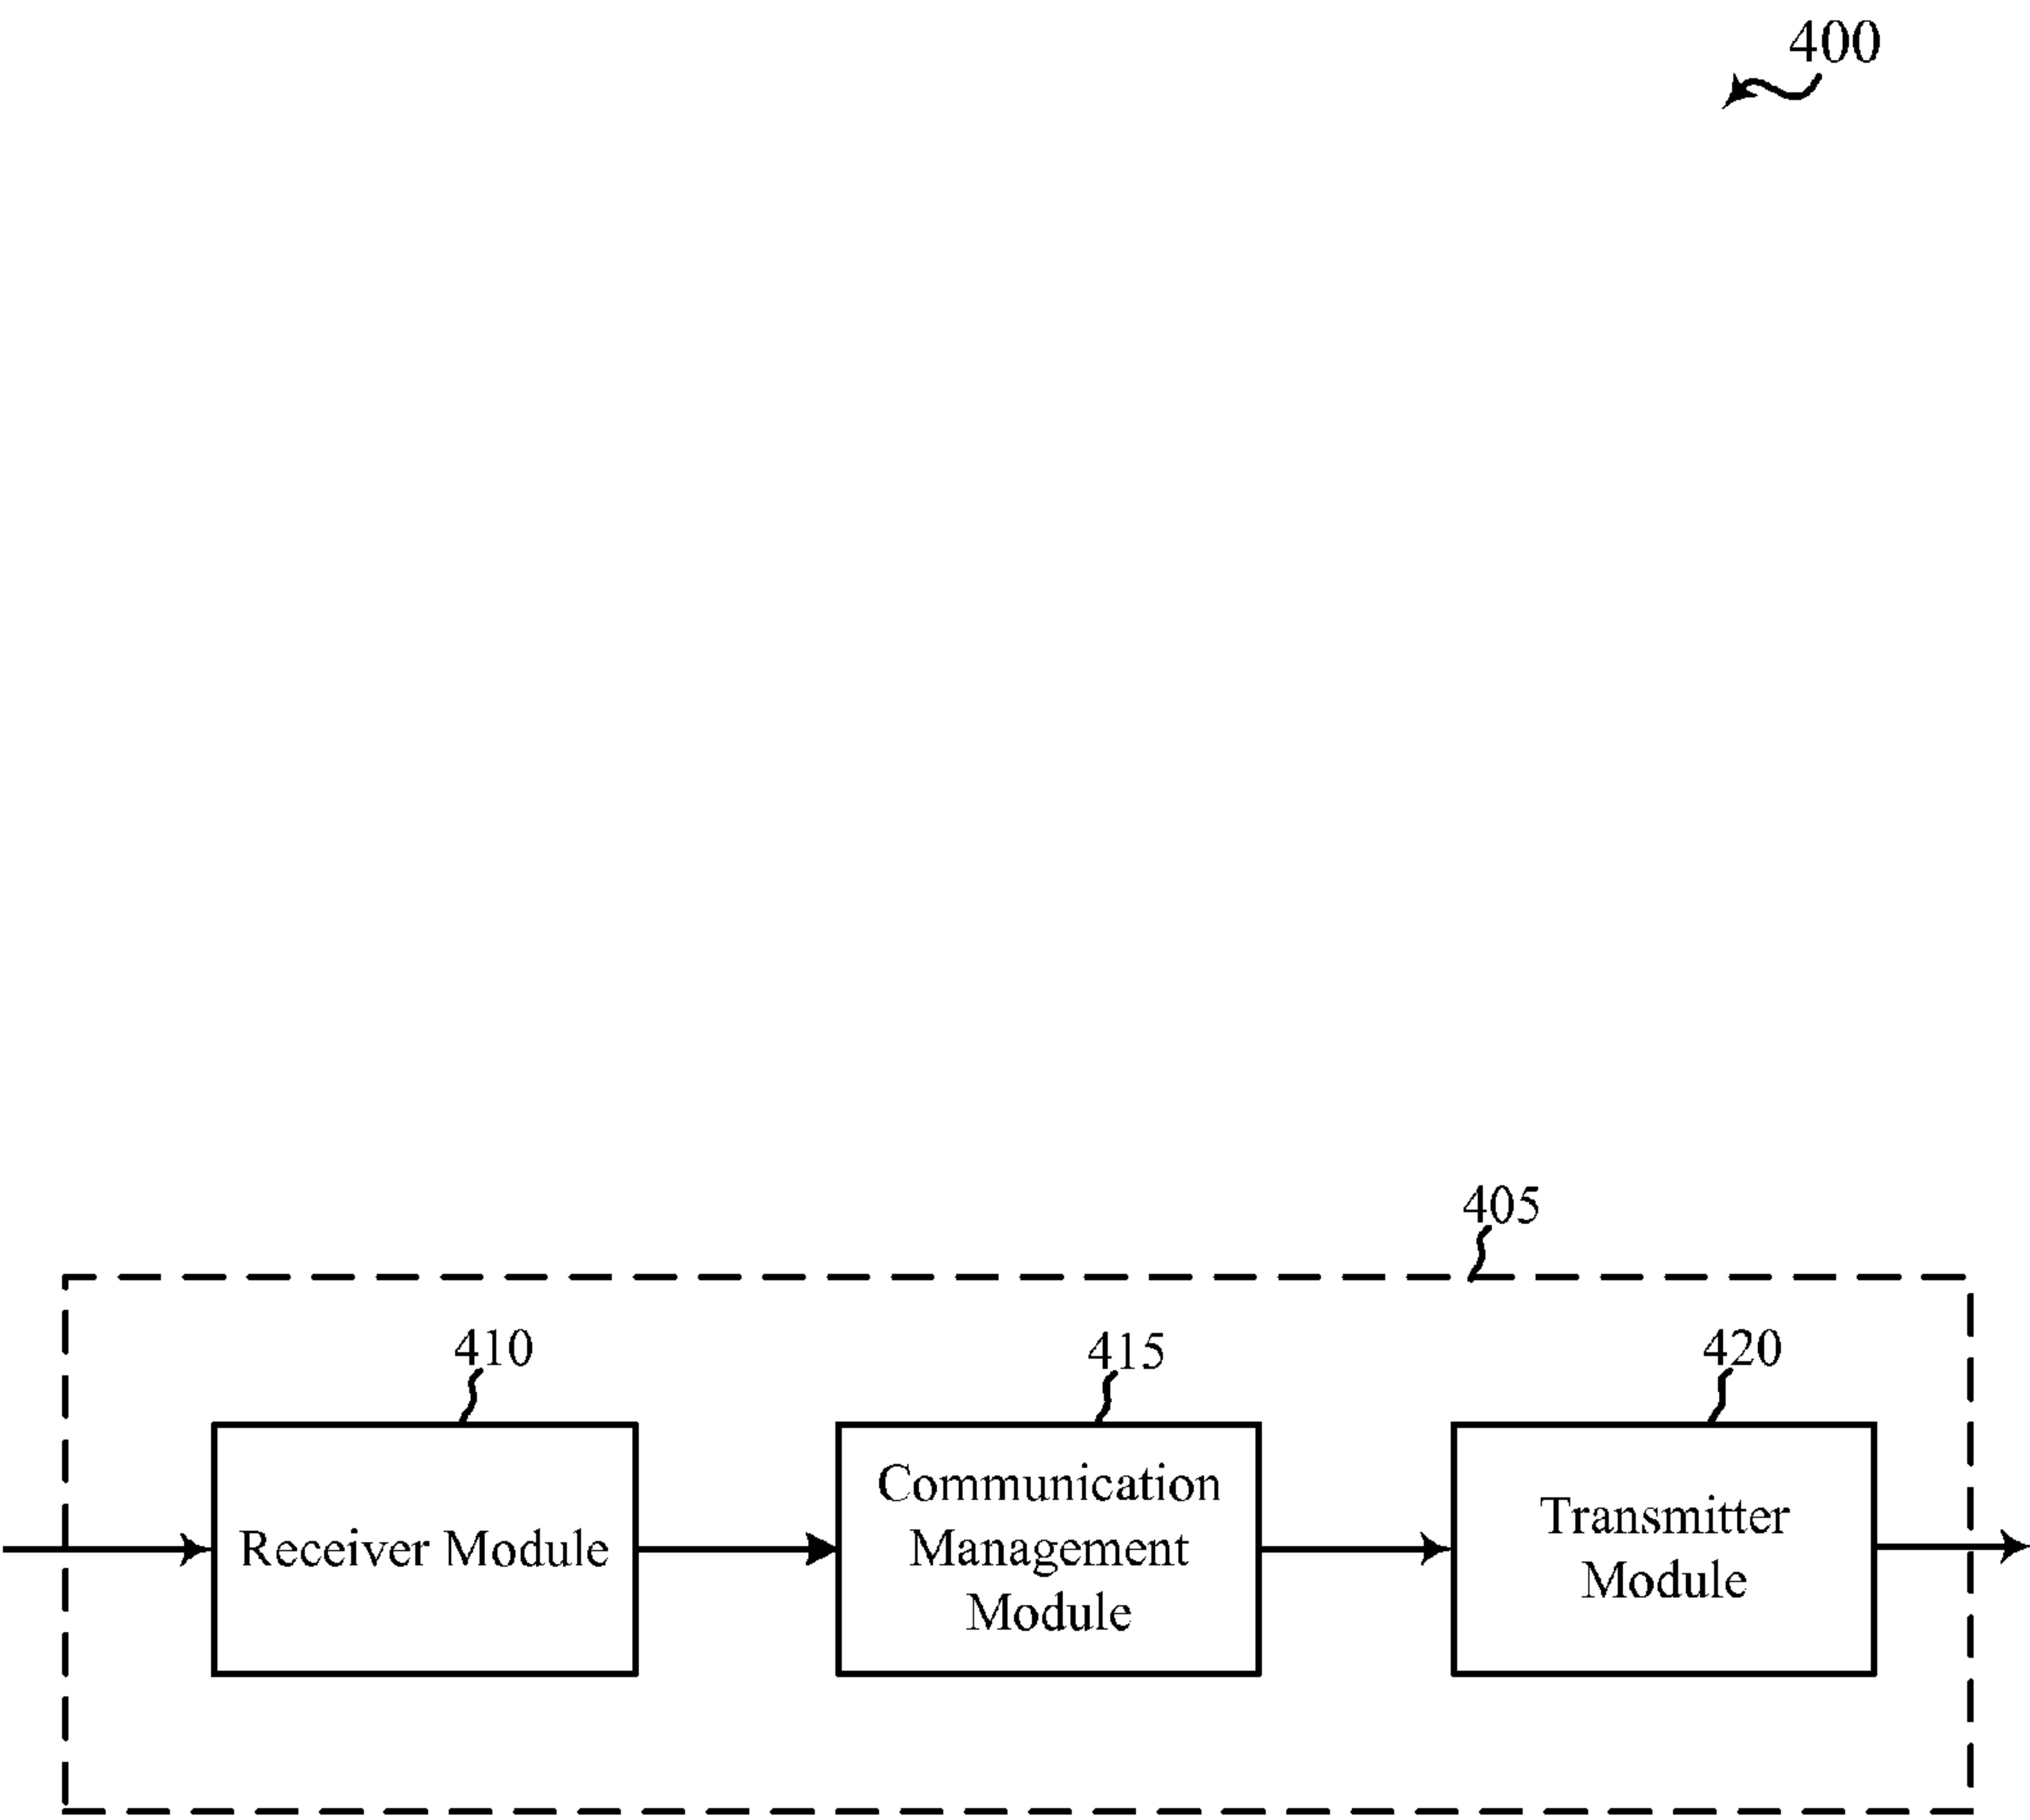 400
405
410
415
420
Receiver Module
Communication
Management
Module
Transmitter
Module